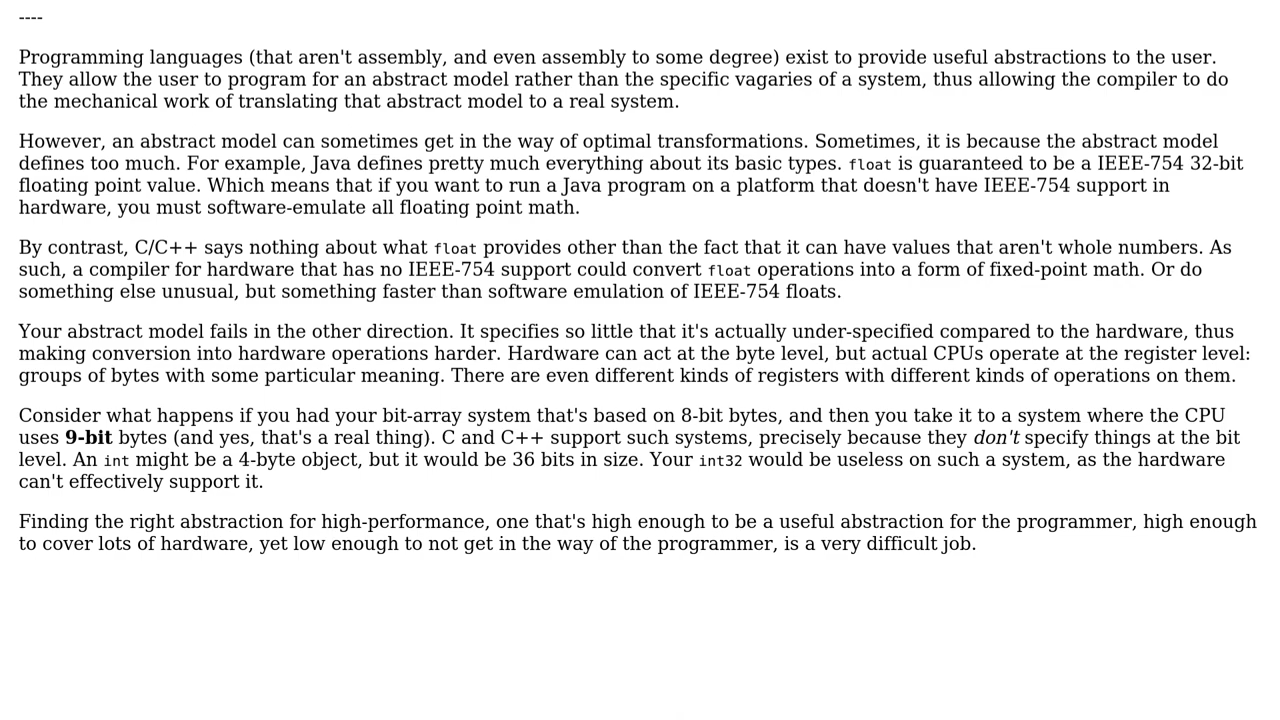 ----
Programming languages (that aren't assembly, and even assembly to some degree) exist to provide useful abstractions to the user.
They allow the user to program for an abstract model rather than the specific vagaries of a system, thus allowing the compiler to do
the mechanical work of translating that abstract model to a real system.
However, an abstract model can sometimes get in the way of optimal transformations. Sometimes, it is because the abstract model
defines too much. For example, Java defines pretty much everything about its basic types. float is guaranteed to be a IEEE-754 32-bit
floating point value. Which means that if you want to run a Java program on a platform that doesn't have IEEE-754 support in
hardware, you must software-emulate all floating point math.
By contrast, C/C++ says nothing about what float provides other than the fact that it can have values that aren't whole numbers. As
such, a compiler for hardware that has no IEEE-754 support could convert float operations into a form of fixed-point math. Or do
something else unusual, but something faster than software emulation of IEEE-754 floats.
Your abstract model fails in the other direction. It specifies so little that it's actually under-specified compared to the hardware, thus
making conversion into hardware operations harder. Hardware can act at the byte level, but actual CPUs operate at the register level:
groups of bytes with some particular meaning. There are even different kinds of registers with different kinds of operations on them.
Consider what happens if you had your bit-array system that's based on 8-bit bytes, and then you take it to a system where the CPU
uses 9-bit bytes (and yes, that's a real thing). C and C++ support such systems, precisely because they don't specify things at the bit
level. An int might be a 4-byte object, but it would be 36 bits in size. Your int32 would be useless on such a system, as the hardware
can't effectively support it.
Finding the right abstraction for high-performance, one that's high enough to be a useful abstraction for the programmer, high enough
to cover lots of hardware, yet low enough to not get in the way of the programmer, is a very difficult job.